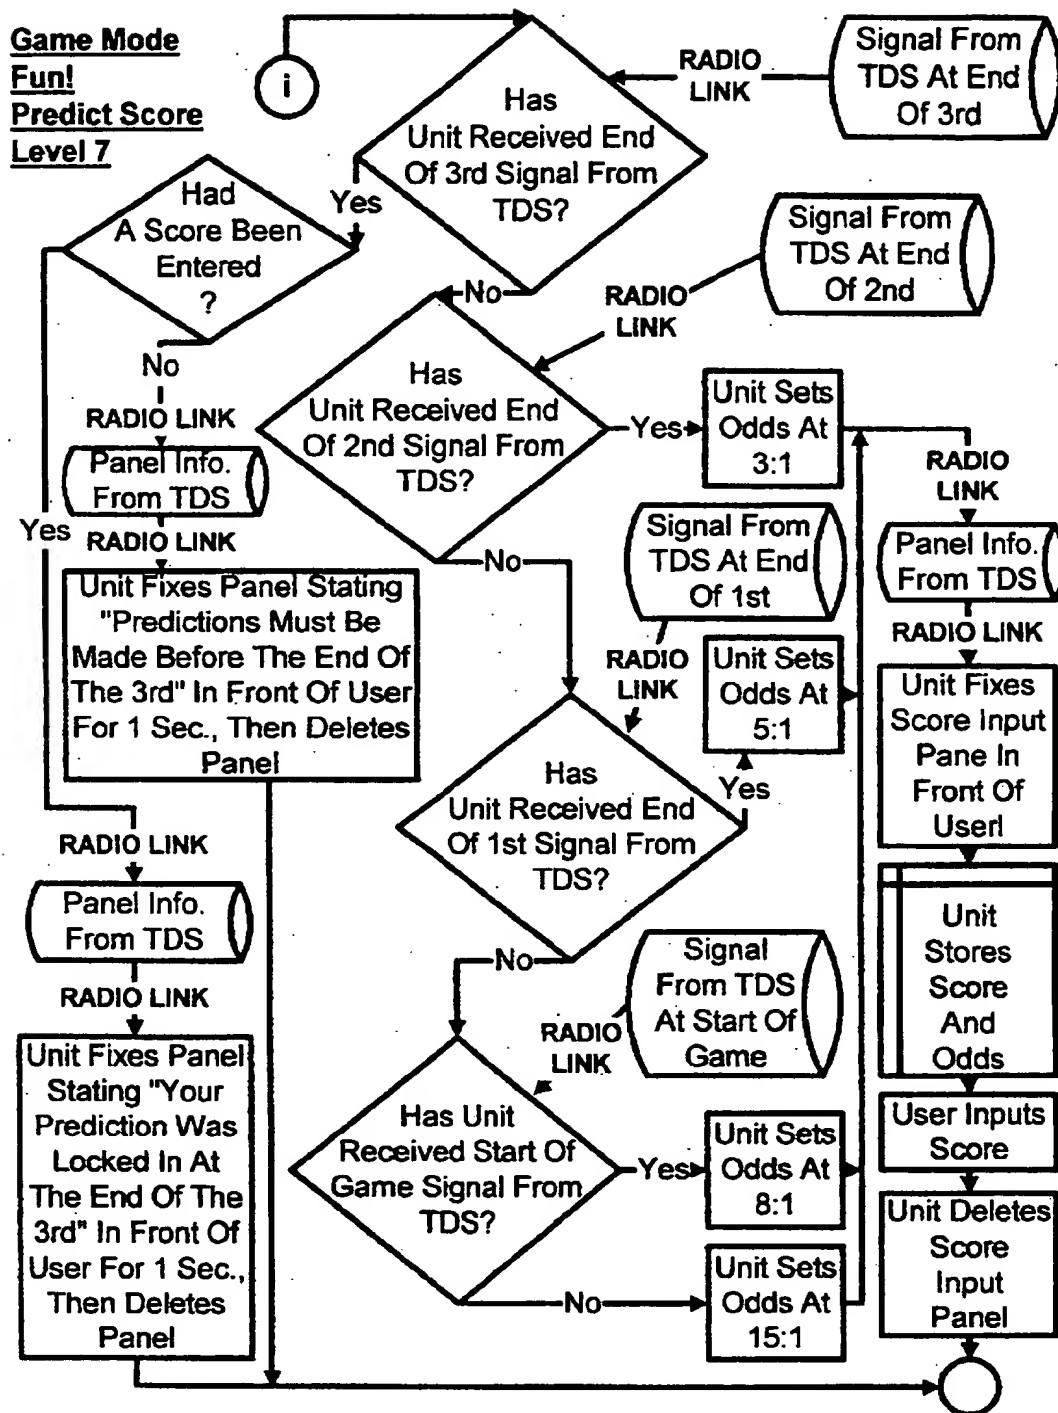 Game Mode
Fun!
Predict Score
Level 7
i
Has
Unit Received End
Of 3rd Signal From
TDS?
RADIO
LINK
Signal From
TDS At End
Of 3rd
Yes
Had
A Score Been
Entered
?
No
Signal From
TDS At End
Of 2nd
RADIO
LINK
Has
Unit Received End
Of 2nd Signal From
TDS?
Yes
Unit Sets
Odds At
3:1
No
RADIO LINK
Panel Info.
From TDS
RADIO LINK
Unit Fixes Panel Stating
"Predictions Must Be
Made Before The End Of
The 3rd" In Front Of User
For 1 Sec., Then Deletes
Panel
Yes
RADIO LINK
Panel Info.
From TDS
RADIO LINK
Unit Fixes Panel
Stating "Your
Prediction Was
Locked In At
The End Of The
3rd" In Front Of
User For 1 Sec.,
Then Deletes
Panel
No
Signal From
TDS At End
Of 1st
RADIO
LINK
Unit Sets
Odds At
5:1
Yes
Has
Unit Received End
Of 1st Signal From
TDS?
No
Signal
From TDS
At Start Of
Game
RADIO
LINK
Has Unit
Received Start Of
Game Signal From
TDS?
Yes
Unit Sets
Odds At
8:1
No
Unit Sets
Odds At
15:1
RADIO
LINK
Panel Info.
From TDS
RADIO LINK
Unit Fixes
Score Input
Pane In
Front Of
Userl
Unit
Stores
Score
And
Odds
User Inputs
Score
Unit Deletes
Score
Input
Panel